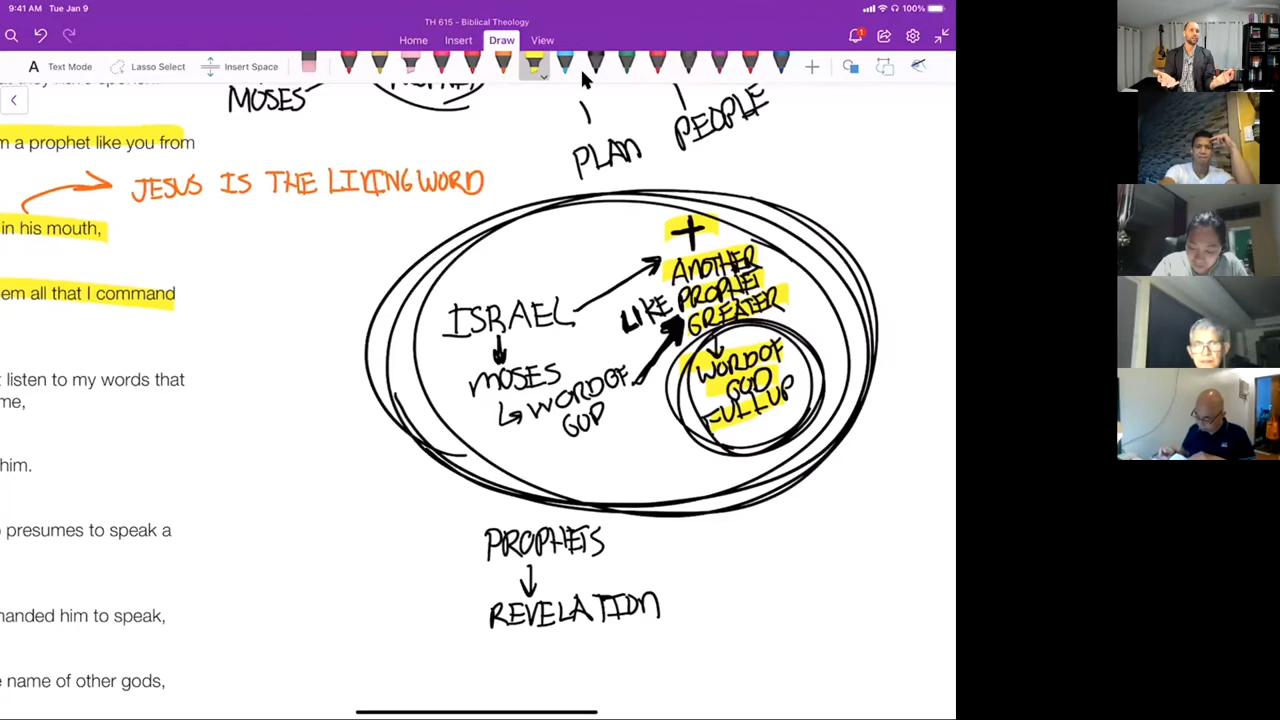 9:41 AM Tue Jan 9
100%
TH 615 - Biblical Theology
Home Insert Draw View
1
A Text Mode Lasso Select Insert Space
MOSES
PLAN
PEOPLE
a prophet like you from
JESUS IS THE LIVING WORD
in his mouth,
em all that I command
+
ANOTHER
LIKE PROPHET
GREATER
ISRAEL
MOSES
WORD OF
GOD
WORD OF
GOD
FULL UP
listen to my words that
me,
him.
presumes to speak a
PROPHETS
REVELATION
manded him to speak,
name of other gods,